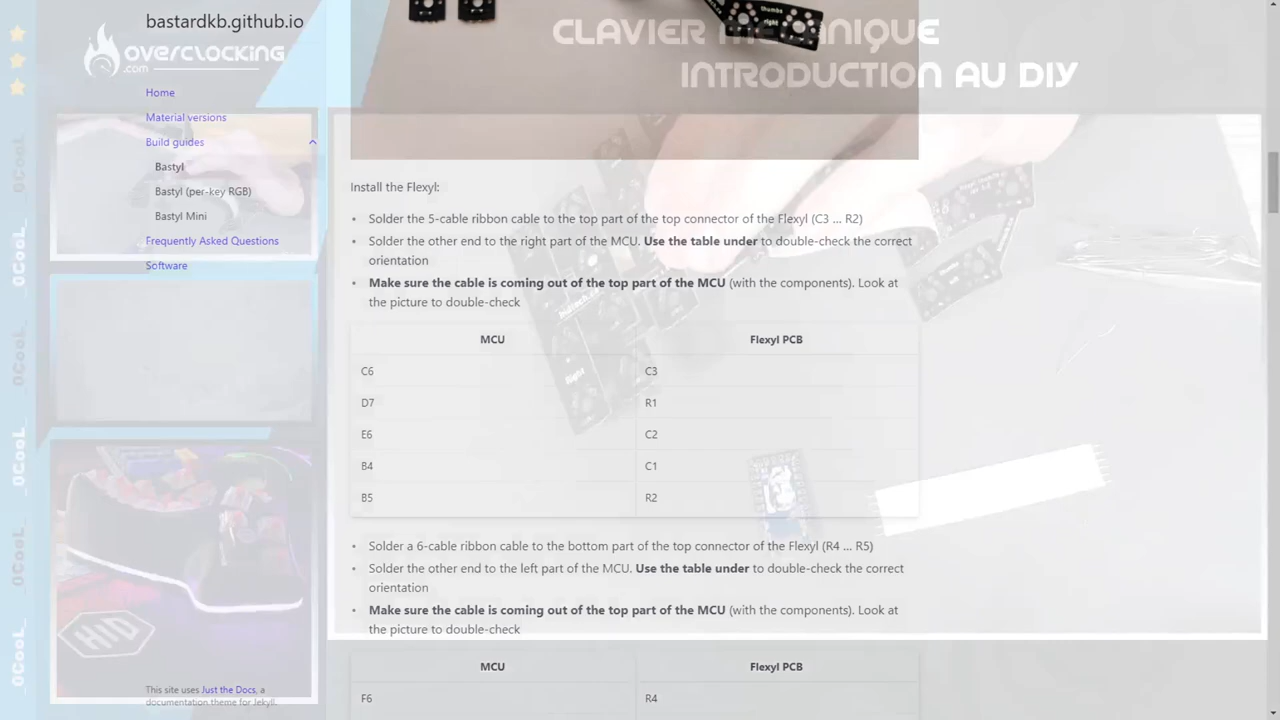 bastardkb.github.io
OVERCLOCKING
.com
CLAVIER MECANIQUE
INTRODUCTION AU DIY
thumbs
right
Home
Material versions
Build guides
Bastyl
Bastyl (per-key RGB)
Bastyl Mini
Frequently Asked Questions
Software
Install the Flexyl:
• Solder the 5-cable ribbon cable to the top part of the top connector of the Flexyl (C3 ... R2)
• Solder the other end to the right part of the MCU. Use the table under to double-check the correct
orientation
• Make sure the cable is coming out of the top part of the MCU (with the components). Look at
the picture to double-check
MCU Flexyl PCB
C6 C3
D7 R1
E6 C2
B4 C1
B5 R2
• Solder a 6-cable ribbon cable to the bottom part of the top connector of the Flexyl (R4 ... R5)
• Solder the other end to the left part of the MCU. Use the table under to double-check the correct
orientation
• Make sure the cable is coming out of the top part of the MCU (with the components). Look at
the picture to double-check
MCU Flexyl PCB
F6 R4
This site uses Just the Docs, a
documentation theme for Jekyll.
_0CooL_
_0CooL_
_0CooL_
_0CooL_
_0CooL_
_0CooL_